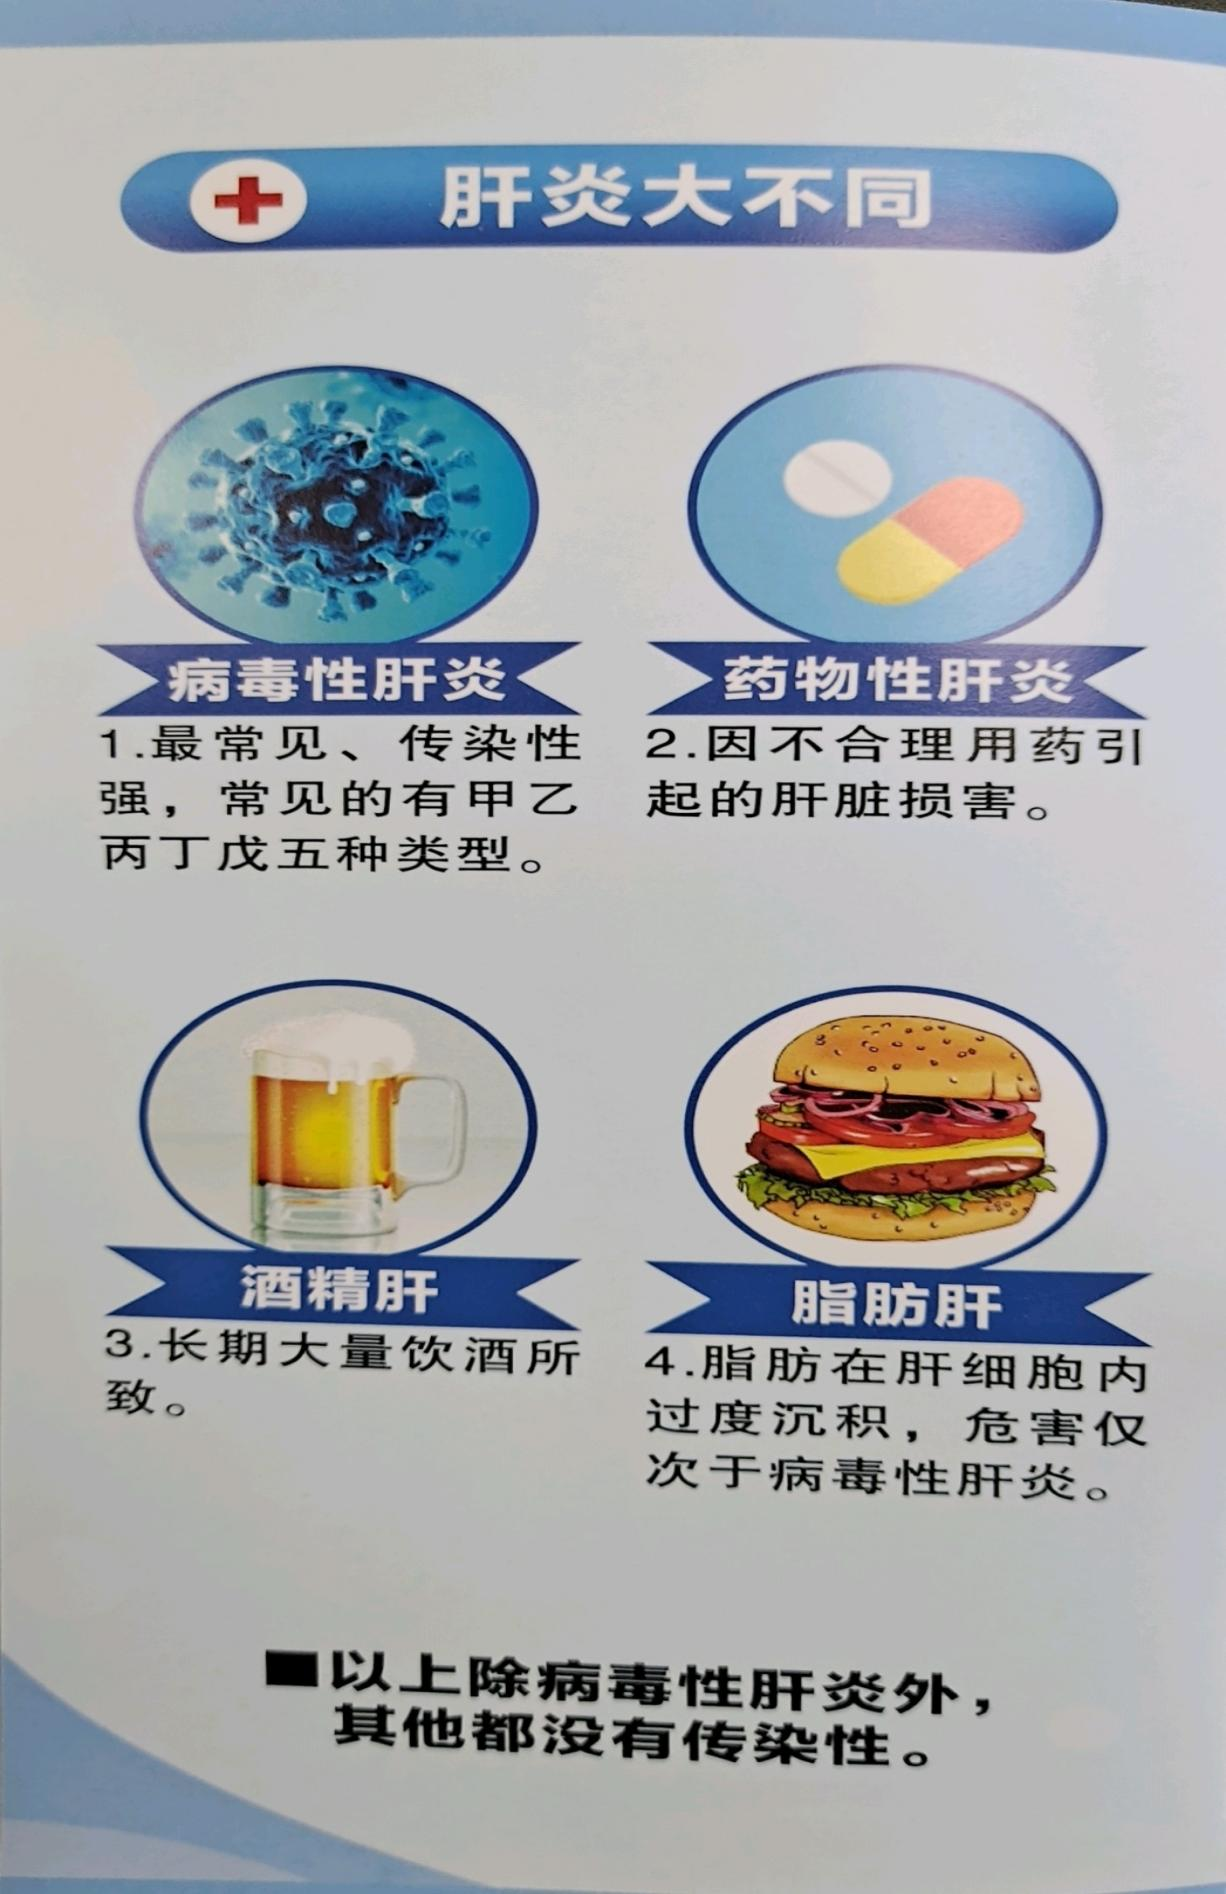 肝炎大不同
病毒性肝炎
1.最常见、传染性
强，常见的有甲乙
丙丁戊五种类型。
药物性肝炎
2.因不合理用药引
起的肝脏损害。
酒精肝
3.长期大量饮酒所
致。
脂肪肝
4.脂肪在肝细胞内
过度沉积，危害仅
次于病毒性肝炎。
■以上除病毒性肝炎外，
其他都没有传染性。